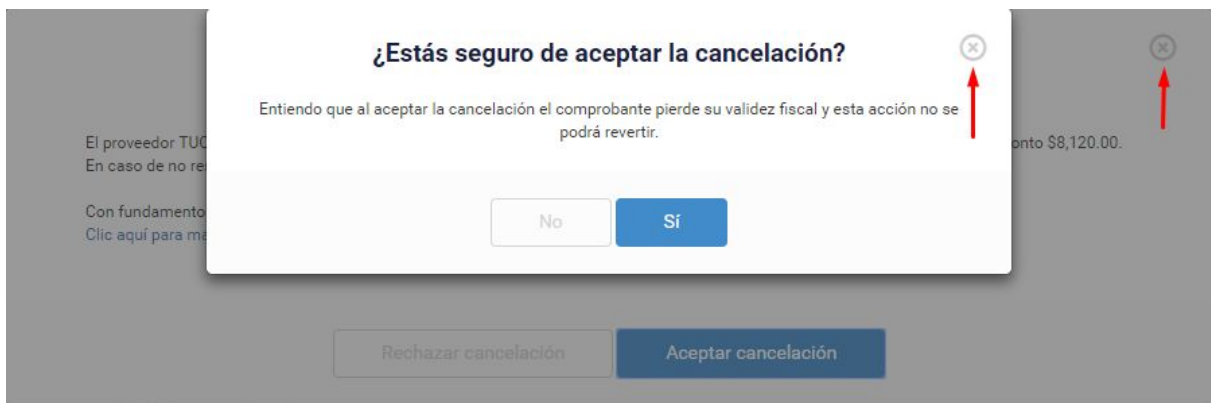 ¿Estás seguro de aceptar la cancelación?
Entiendo que al aceptar la cancelación el comprobante pierde su validez fiscal y esta acción no se
podrá revertir.
El proveedor
$8,120.00.
En caso de no
Con fundamento
Clic aquí para
No
Sí
Rechazar cancelación
Aceptar cancelación